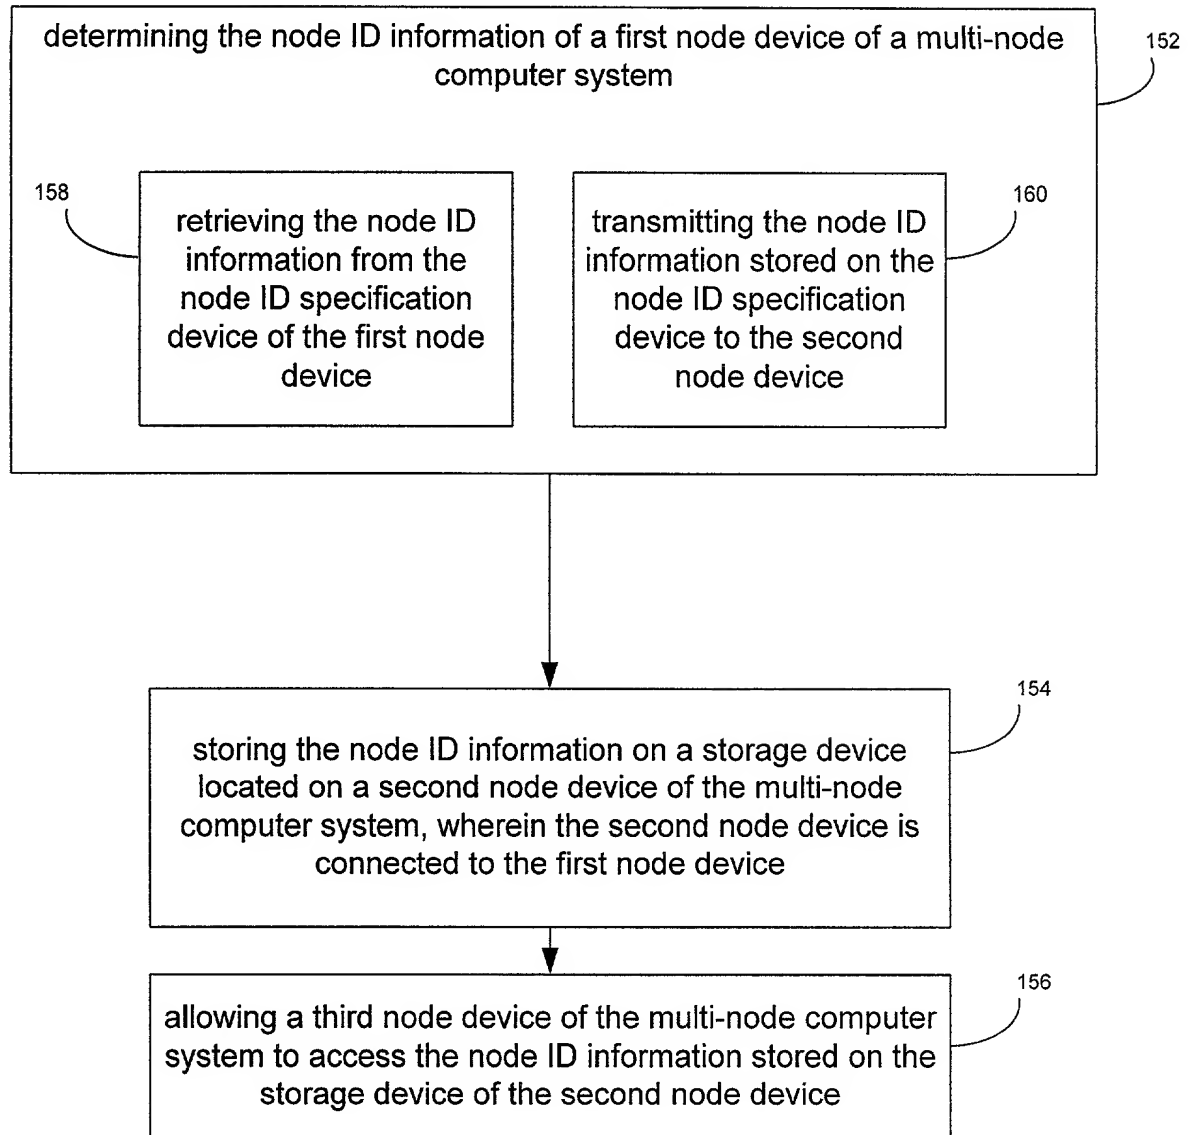 determining the node ID information of a first node device of a multi-node
computer system
152
158
retrieving the node ID
information from the
node ID specification
device of the first node
device
160
transmitting the node ID
information stored on the
node ID specification
device to the second
node device
154
storing the node ID information on a storage device
located on a second node device of the multi-node
computer system, wherein the second node device is
connected to the first node device
156
allowing a third node device of the multi-node computer
system to access the node ID information stored on the
storage device of the second node device